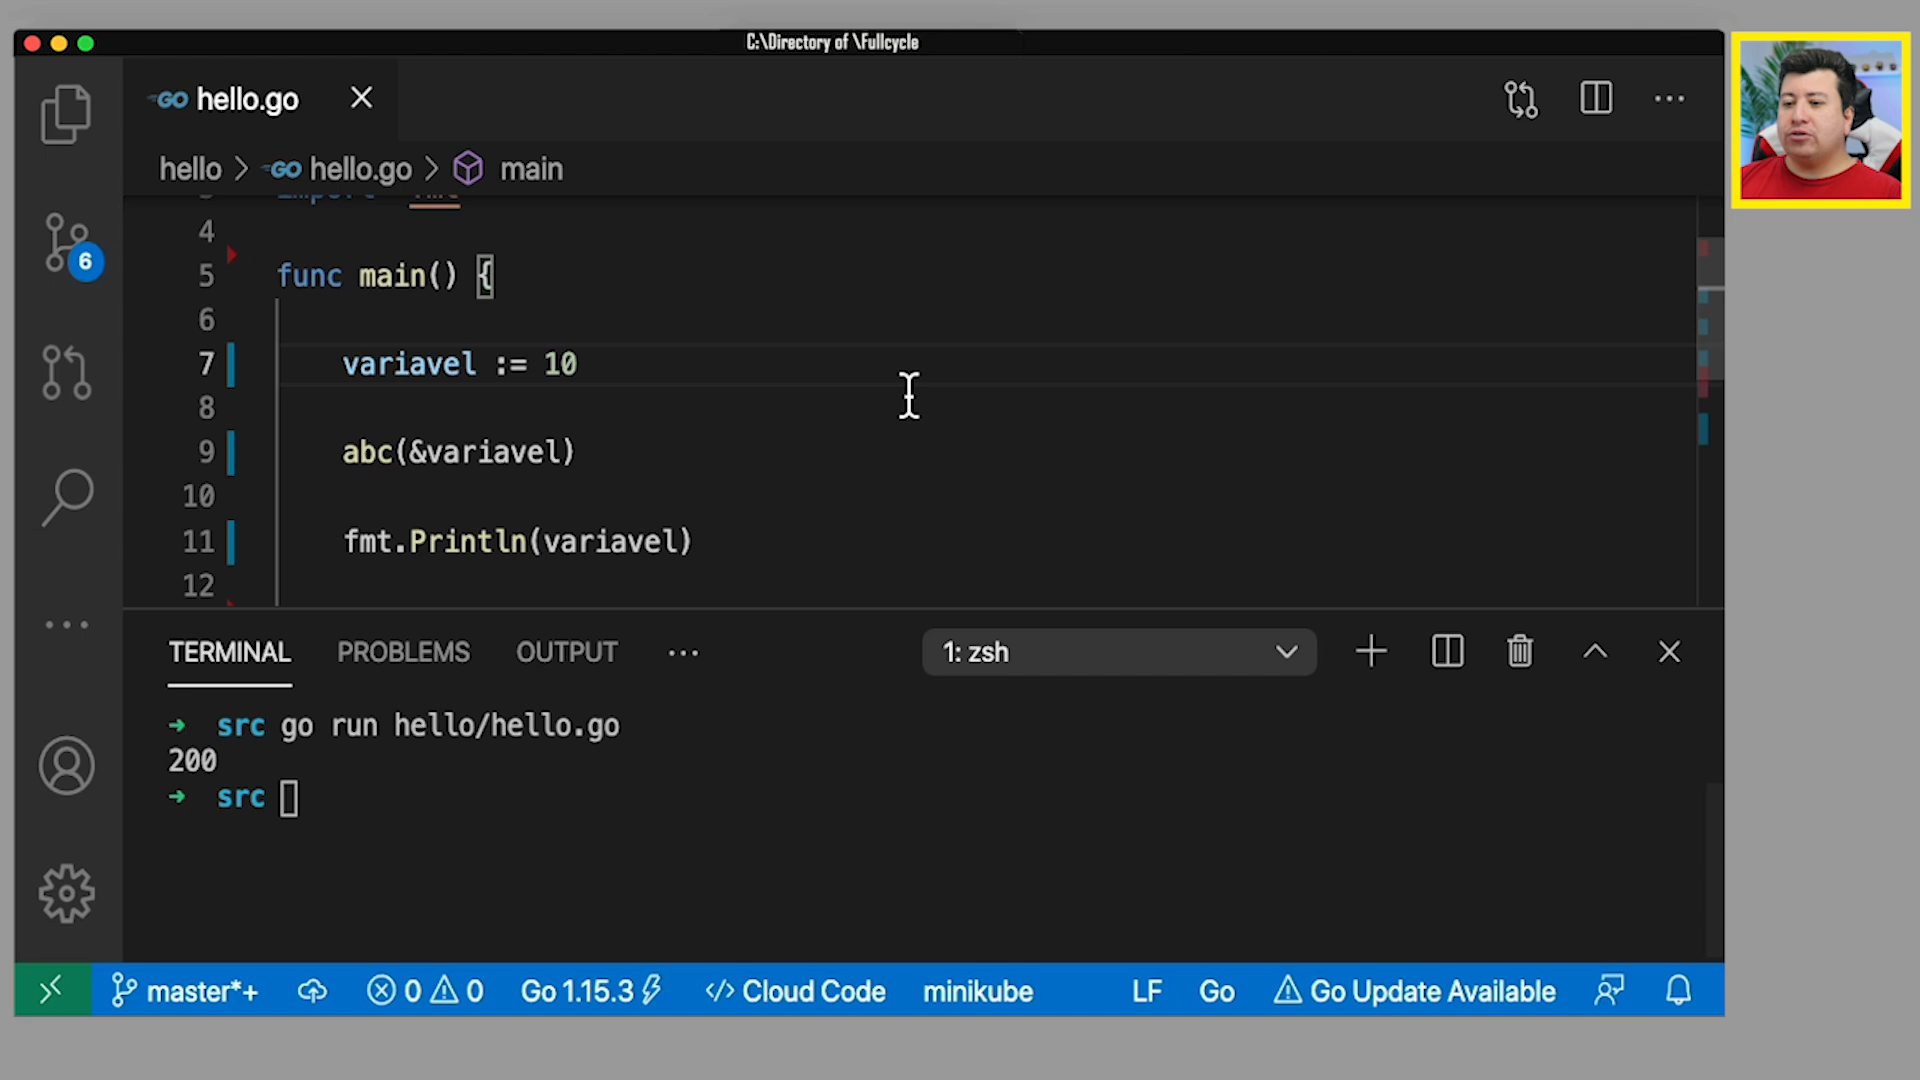 C:\Directory of \Fullcycle
GO hello.go
hello > GO hello.go > main
4
5 func main() {
6
7 variavel := 10
8
9 abc(&variavel)
10
11 fmt.Println(variavel)
12
6
TERMINAL PROBLEMS OUTPUT ... 1: zsh
→ src go run hello/hello.go
200
→ src
master*+ 0 0 Go 1.15.3 </> Cloud Code minikube LF Go Go Update Available